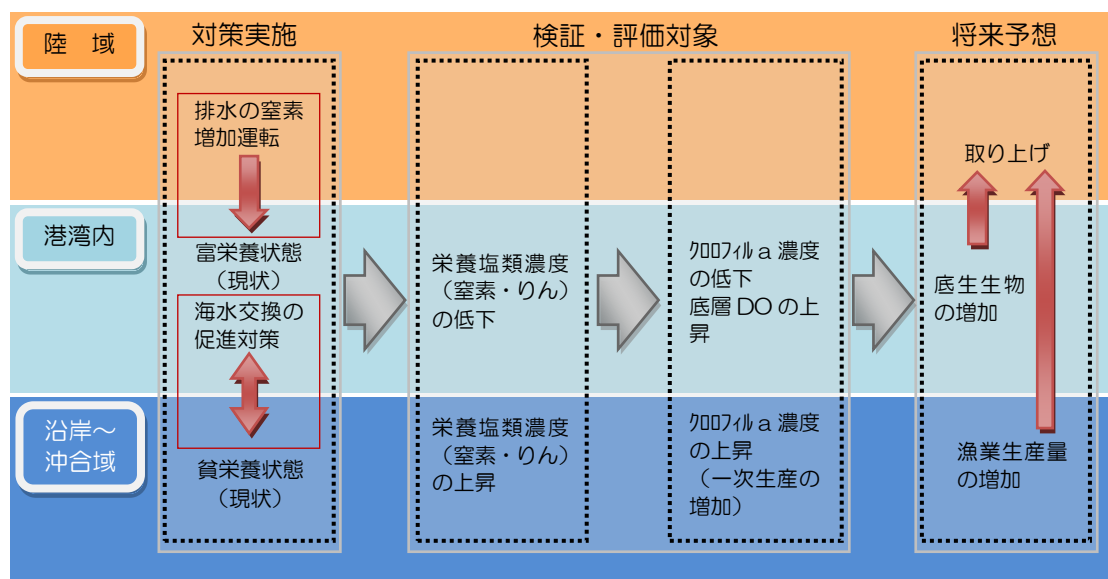 陸　域
対策実施
検証・評価対象
将来予想
排水の窒素
増加運転
取り上げ
港湾内
富栄養状態
（現状）
海水交換の
促進対策
栄養塩類濃度
（窒素・りん）
の低下
ｸﾛﾛﾌｨﾙａ濃度
の低下
底層DOの上
昇
底生生物
の増加
沿岸～
沖合域
貧栄養状態
（現状）
栄養塩類濃度
（窒素・りん）
の上昇
ｸﾛﾛﾌｨﾙａ濃度
の上昇
（一次生産の
増加）
漁業生産量
の増加